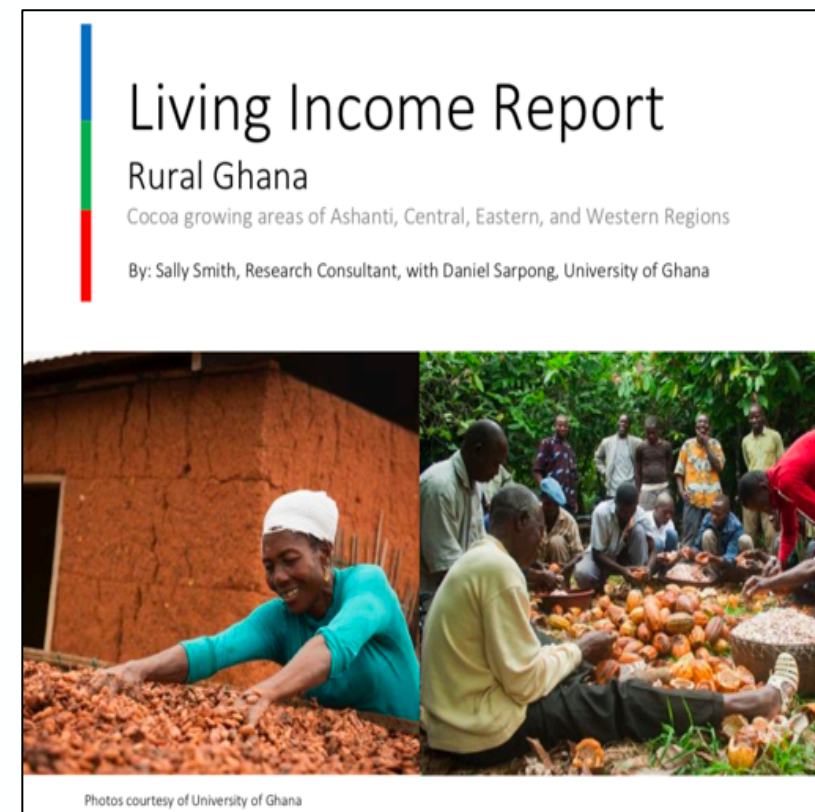 Living Income Report
Rural Ghana
Cocoa growing areas of Ashanti, Central, Eastern, and Western Regions
By: Sally Smith, Research Consultant, with Daniel Sarpong, University of Ghana
Photos courtesy of University of Ghana